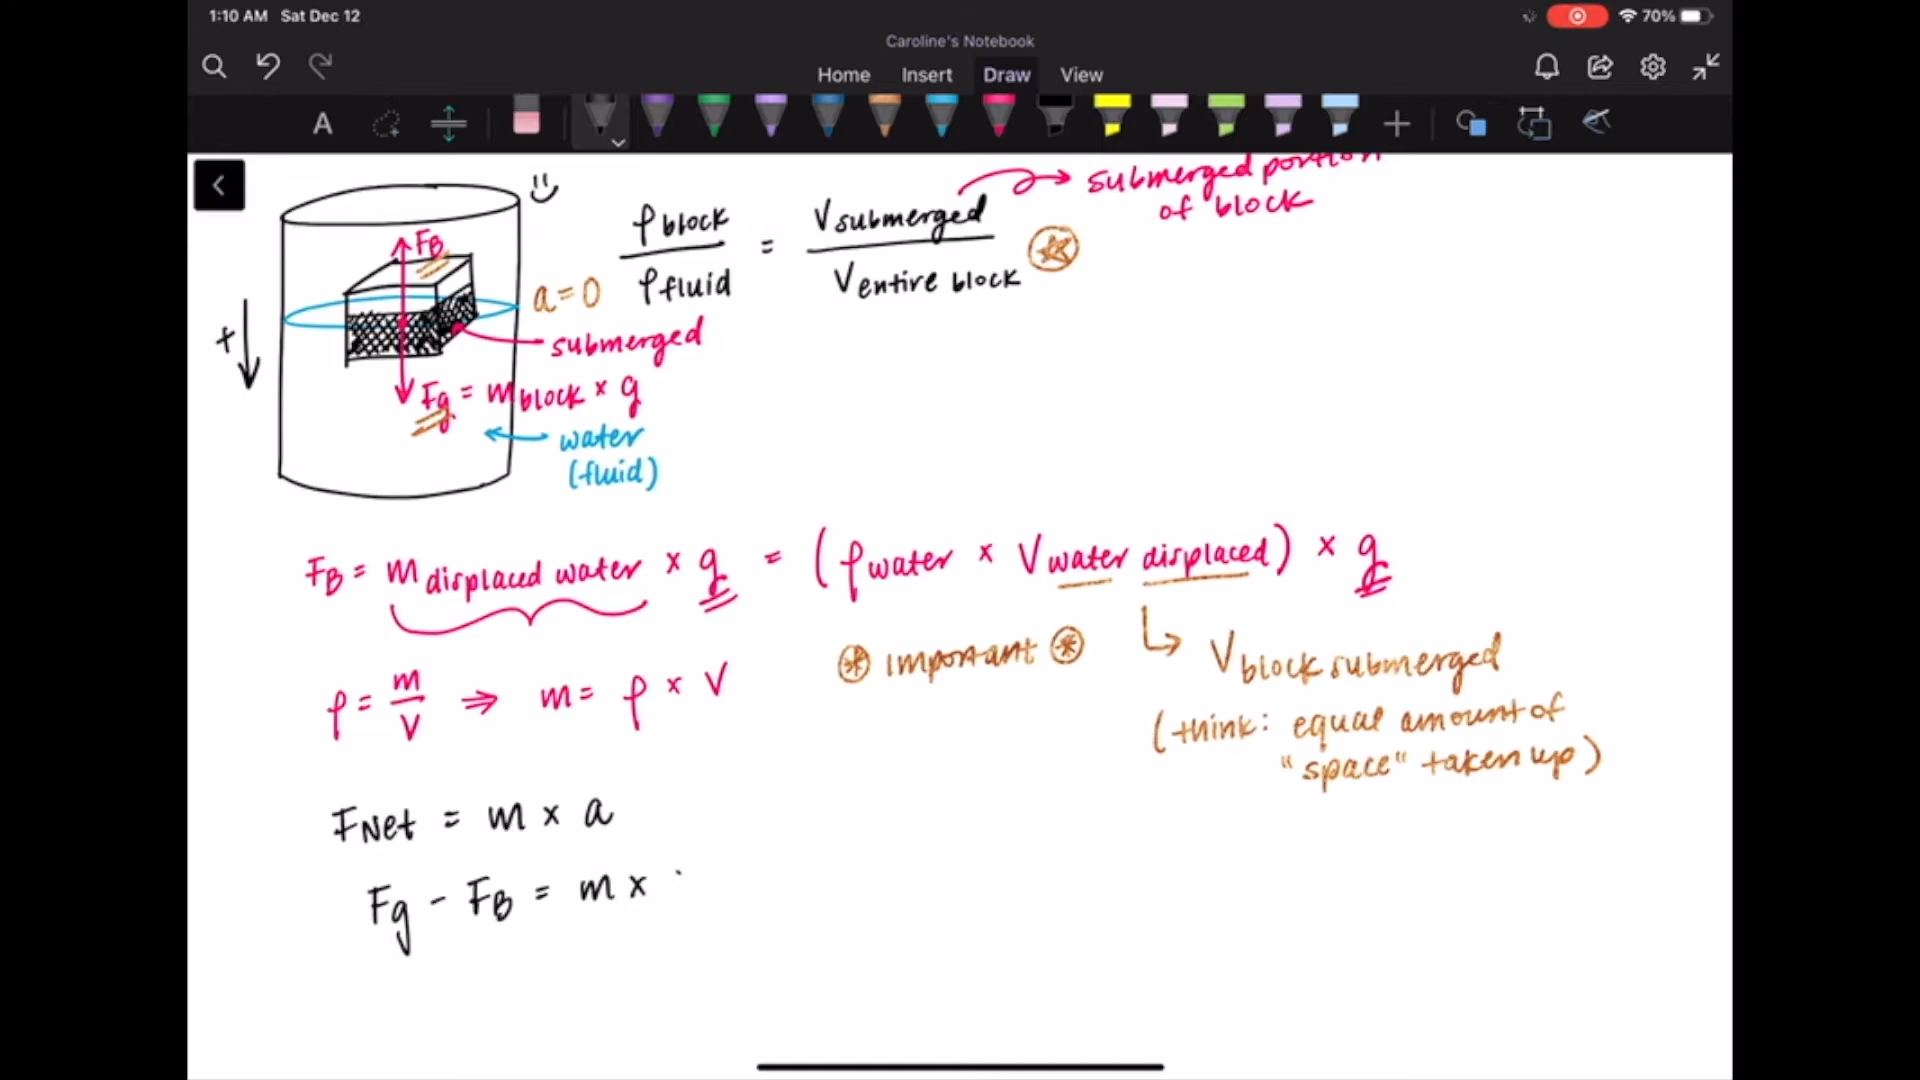 1:10 AM Sat Dec 12
70%
Caroline's Notebook
Home Insert Draw View
A
submerged portion
of block
ρblock / ρfluid = Vsubmerged / Ventire block
FB
a=0
+
submerged
Fg = mblock × g
water
(fluid)
FB = m displaced water × g = (ρwater × Vwater displaced) × g
important
Vblock submerged
(think: equal amount of
"space" taken up)
ρ = m/V ⇒ m = ρ × V
FNet = m × a
Fg - FB = m ×